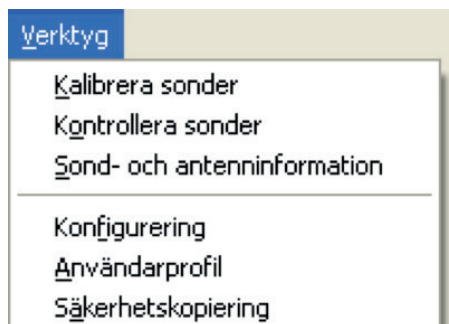 Verktyg
Kalibrera sonder
Kontrollera sonder
Sond- och antenninformation
Konfigurering
Användarprofil
Säkerhetskopiering